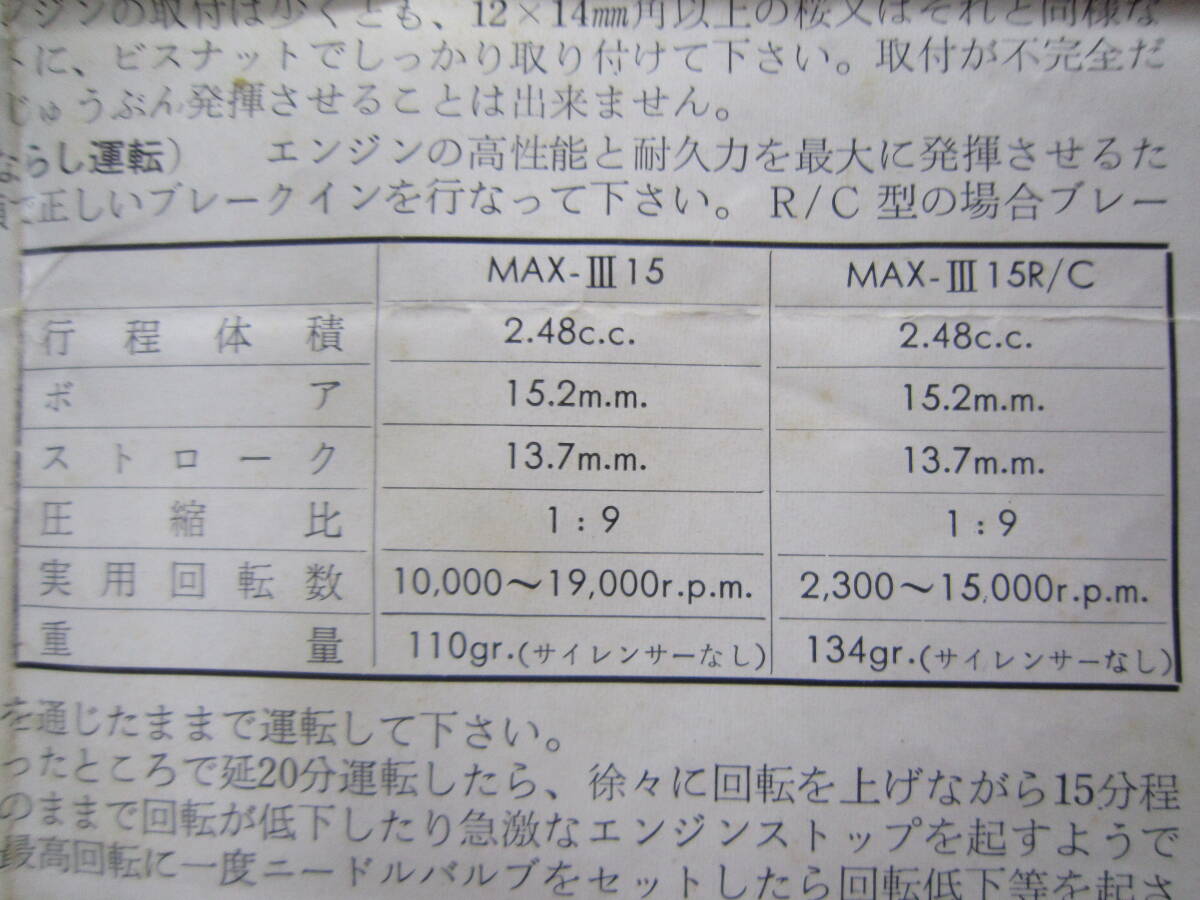 ンジンの取付は少くとも、12×14㎜角以上の桜又はそれと同様な
に、ビスナットでしっかり取り付けて下さい。取付が不完全だ
じゅうぶん発揮させることは出来ません。
ならし運転) エンジンの高性能と耐久力を最大に発揮させるた
で正しいブレークインを行なって下さい。R/C 型の場合ブレー
MAX-Ⅲ15 MAX-Ⅲ15R/C
行程体積 2.48c.c. 2.48c.c.
ボア 15.2m.m. 15.2m.m.
ストローク 13.7m.m. 13.7m.m.
圧縮比 1:9 1:9
実用回転数 10,000〜19,000r.p.m. 2,300〜15,000r.p.m.
重量 110gr.(サイレンサーなし) 134gr.(サイレンサーなし)
を通じたままで運転して下さい。
ったところで延20分運転したら、徐々に回転を上げながら15分程
のままで回転が低下したり急激なエンジンストップを起すようで
最高回転に一度ニードルバルブをセットしたら回転低下等を起さ